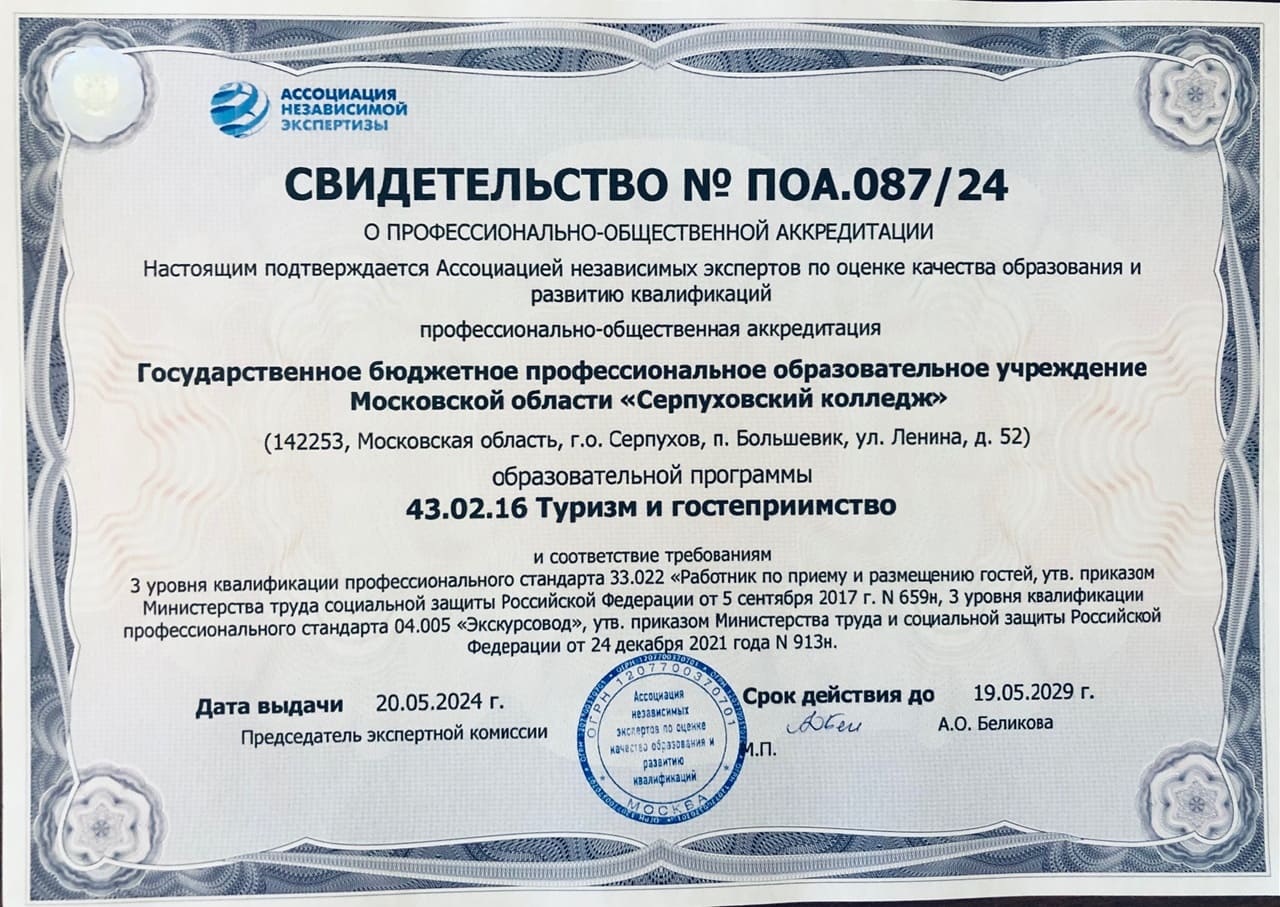 АССОЦИАЦИЯ
НЕЗАВИСИМОЙ
ЭКСПЕРТИЗЫ
СВИДЕТЕЛЬСТВО № ПОА.087/24
О ПРОФЕССИОНАЛЬНО-ОБЩЕСТВЕННОЙ АККРЕДИТАЦИИ
Настоящим подтверждается Ассоциацией независимых экспертов по оценке качества образования и
развитию квалификаций
профессионально-общественная аккредитация
Государственное бюджетное профессиональное образовательное учреждение
Московской области «Серпуховский колледж»
(142253, Московская область, г.о. Серпухов, п. Большевик, ул. Ленина, д. 52)
образовательной программы
43.02.16 Туризм и гостеприимство
и соответствие требованиям
3 уровня квалификации профессионального стандарта 33.022 «Работник по приему и размещению гостей, утв. приказом
Министерства труда социальной защиты Российской Федерации от 5 сентября 2017 г. N 659н, 3 уровня квалификации
профессионального стандарта 04.005 «Экскурсовод», утв. приказом Министерства труда и социальной защиты Российской
Федерации от 24 декабря 2021 года N 913н.
Дата выдачи 20.05.2024 г.
Срок действия до 19.05.2029 г.
Председатель экспертной комиссии
А.О. Беликова
М.П.
ОГРН 1207700370701
Ассоциация
независимых
экспертов по оценке
качества образования и
развитию
квалификаций
МОСКВА